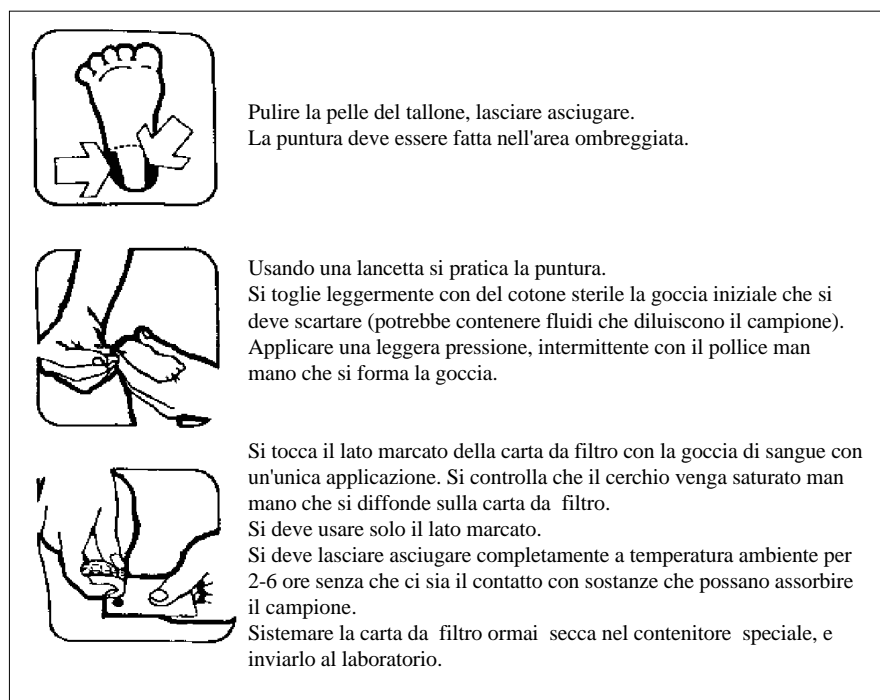 Pulire la pelle del tallone, lasciare asciugare.
La puntura deve essere fatta nell'area ombreggiata.
Usando una lancetta si pratica la puntura.
Si toglie leggermente con del cotone sterile la goccia iniziale che si
deve scartare (potrebbe contenere fluidi che diluiscono il campione).
Applicare una leggera pressione, intermittente con il pollice man
mano che si forma la goccia.
Si tocca il lato marcato della carta da filtro con la goccia di sangue con
un'unica applicazione. Si controlla che il cerchio venga saturato man
mano che si diffonde sulla carta da  filtro.
Si deve usare solo il lato marcato.
Si deve lasciare asciugare completamente a temperatura ambiente per
2-6 ore senza che ci sia il contatto con sostanze che possano assorbire
il campione.
Sistemare la carta da  filtro ormai  secca nel contenitore  speciale, e
inviarlo al laboratorio.